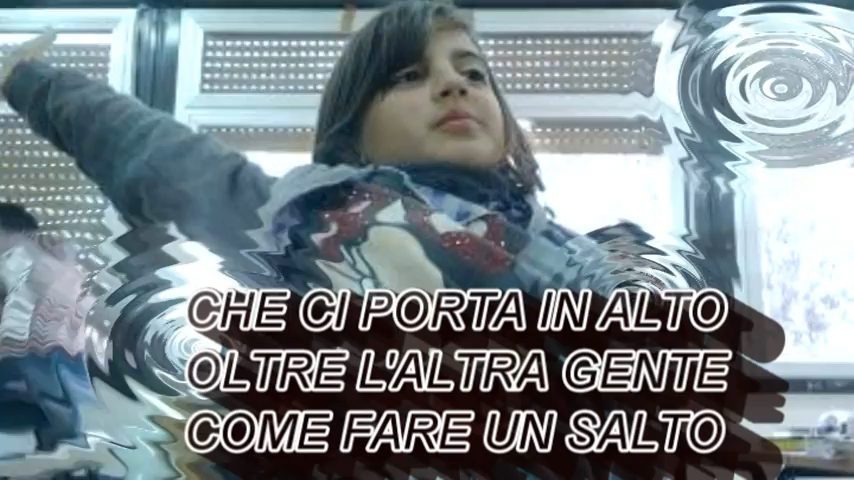 CHE CI PORTA IN ALTO
OLTRE L'ALTRA GENTE
COME FARE UN SALTO